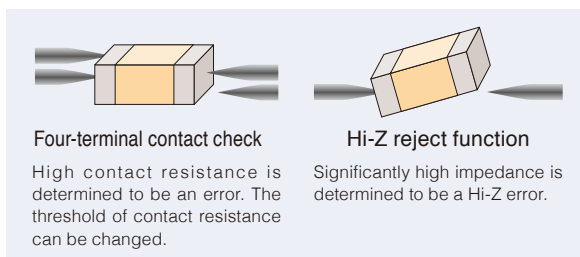 Four-terminal contact check
High contact resistance is
determined to be an error. The
threshold of contact resistance
can be changed.
Hi-Z reject function
Significantly high impedance is
determined to be a Hi-Z error.